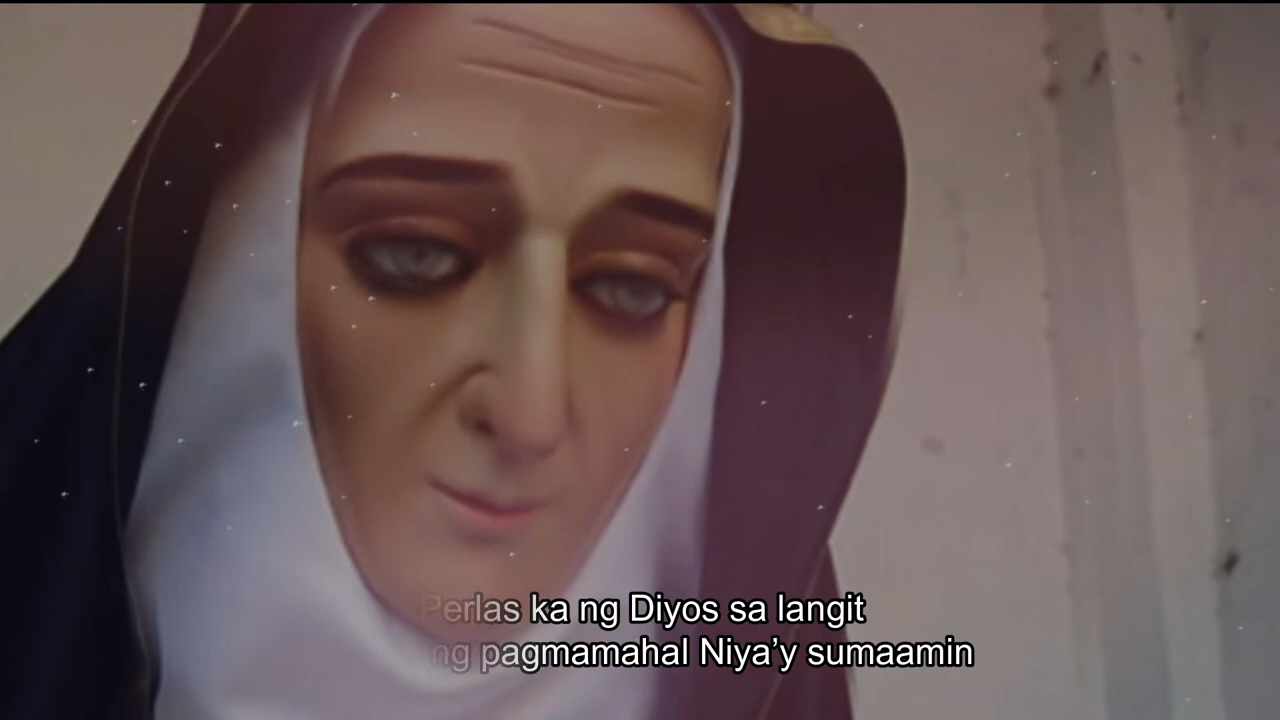 Perlas ka ng Diyos sa langit
ng pagmamahal Niya’y sumaamin